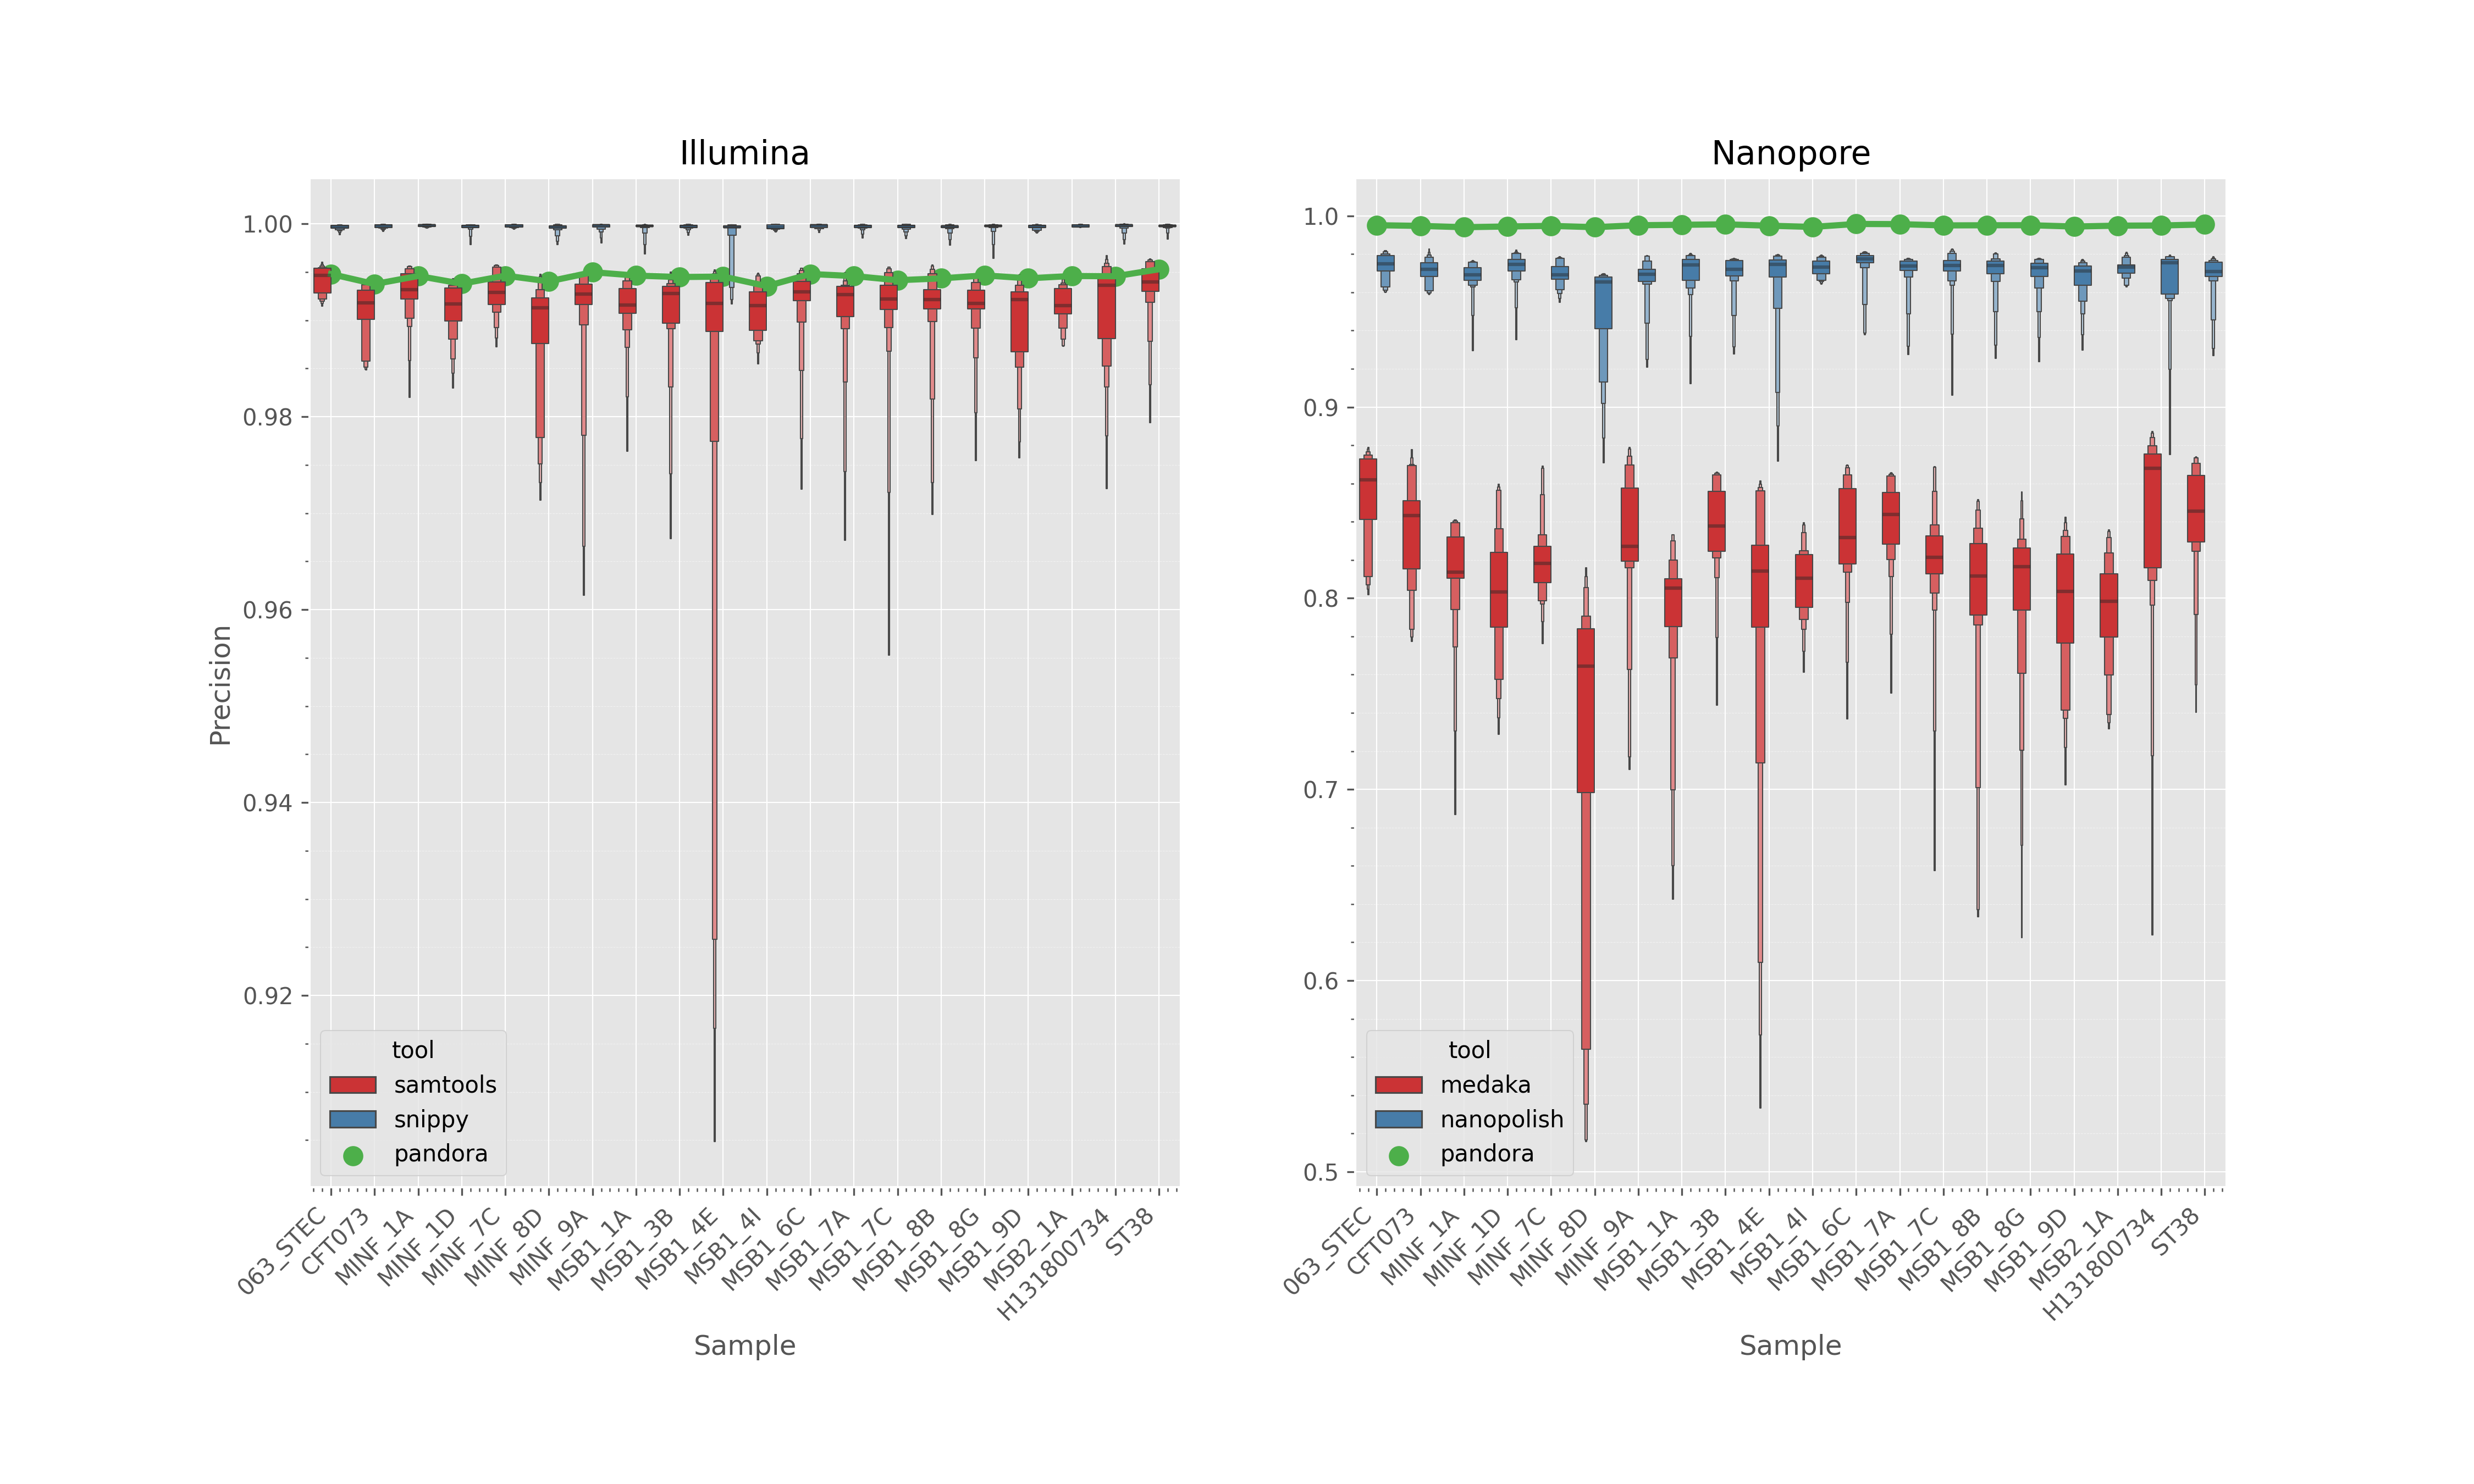 Illumina
Precision
1.00
0.98
0.96
0.94
0.92
tool
samtools
snippy
pandora
063_STEC
CFT073
MINF_1A
MINF_1D
MINF_7C
MINF_8D
MINF_9A
MSB1_1A
MSB1_3B
MSB1_4E
MSB1_4I
MSB1_6C
MSB1_7A
MSB1_7C
MSB1_8B
MSB1_8G
MSB1_9D
MSB2_1A
H131800734
ST38
Sample
Nanopore
1.0
0.9
0.8
0.7
0.6
0.5
tool
medaka
nanopolish
pandora
063_STEC
CFT073
MINF_1A
MINF_1D
MINF_7C
MINF_8D
MINF_9A
MSB1_1A
MSB1_3B
MSB1_4E
MSB1_4I
MSB1_6C
MSB1_7A
MSB1_7C
MSB1_8B
MSB1_8G
MSB1_9D
MSB2_1A
H131800734
ST38
Sample